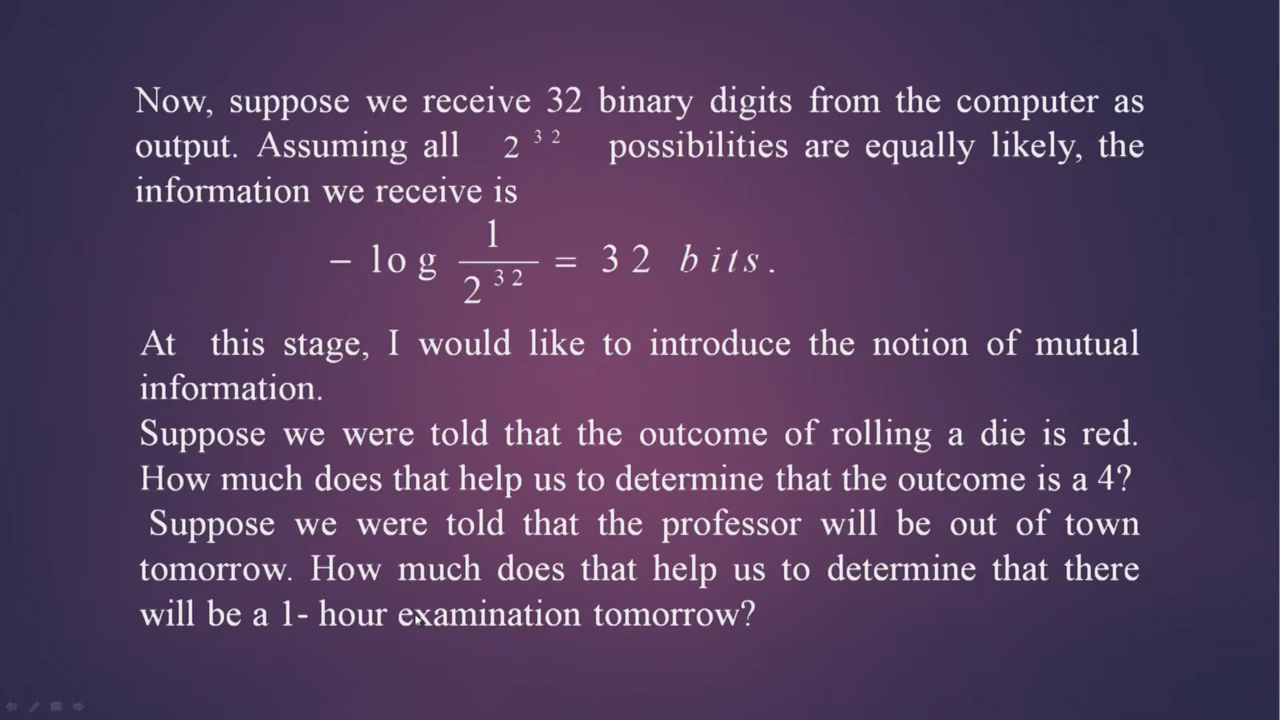 Now, suppose we receive 32 binary digits from the computer as
output. Assuming all 2^32 possibilities are equally likely, the
information we receive is
− log 1/2^32 = 32 bits.
At this stage, I would like to introduce the notion of mutual
information.
Suppose we were told that the outcome of rolling a die is red.
How much does that help us to determine that the outcome is a 4?
Suppose we were told that the professor will be out of town
tomorrow. How much does that help us to determine that there
will be a 1- hour examination tomorrow?